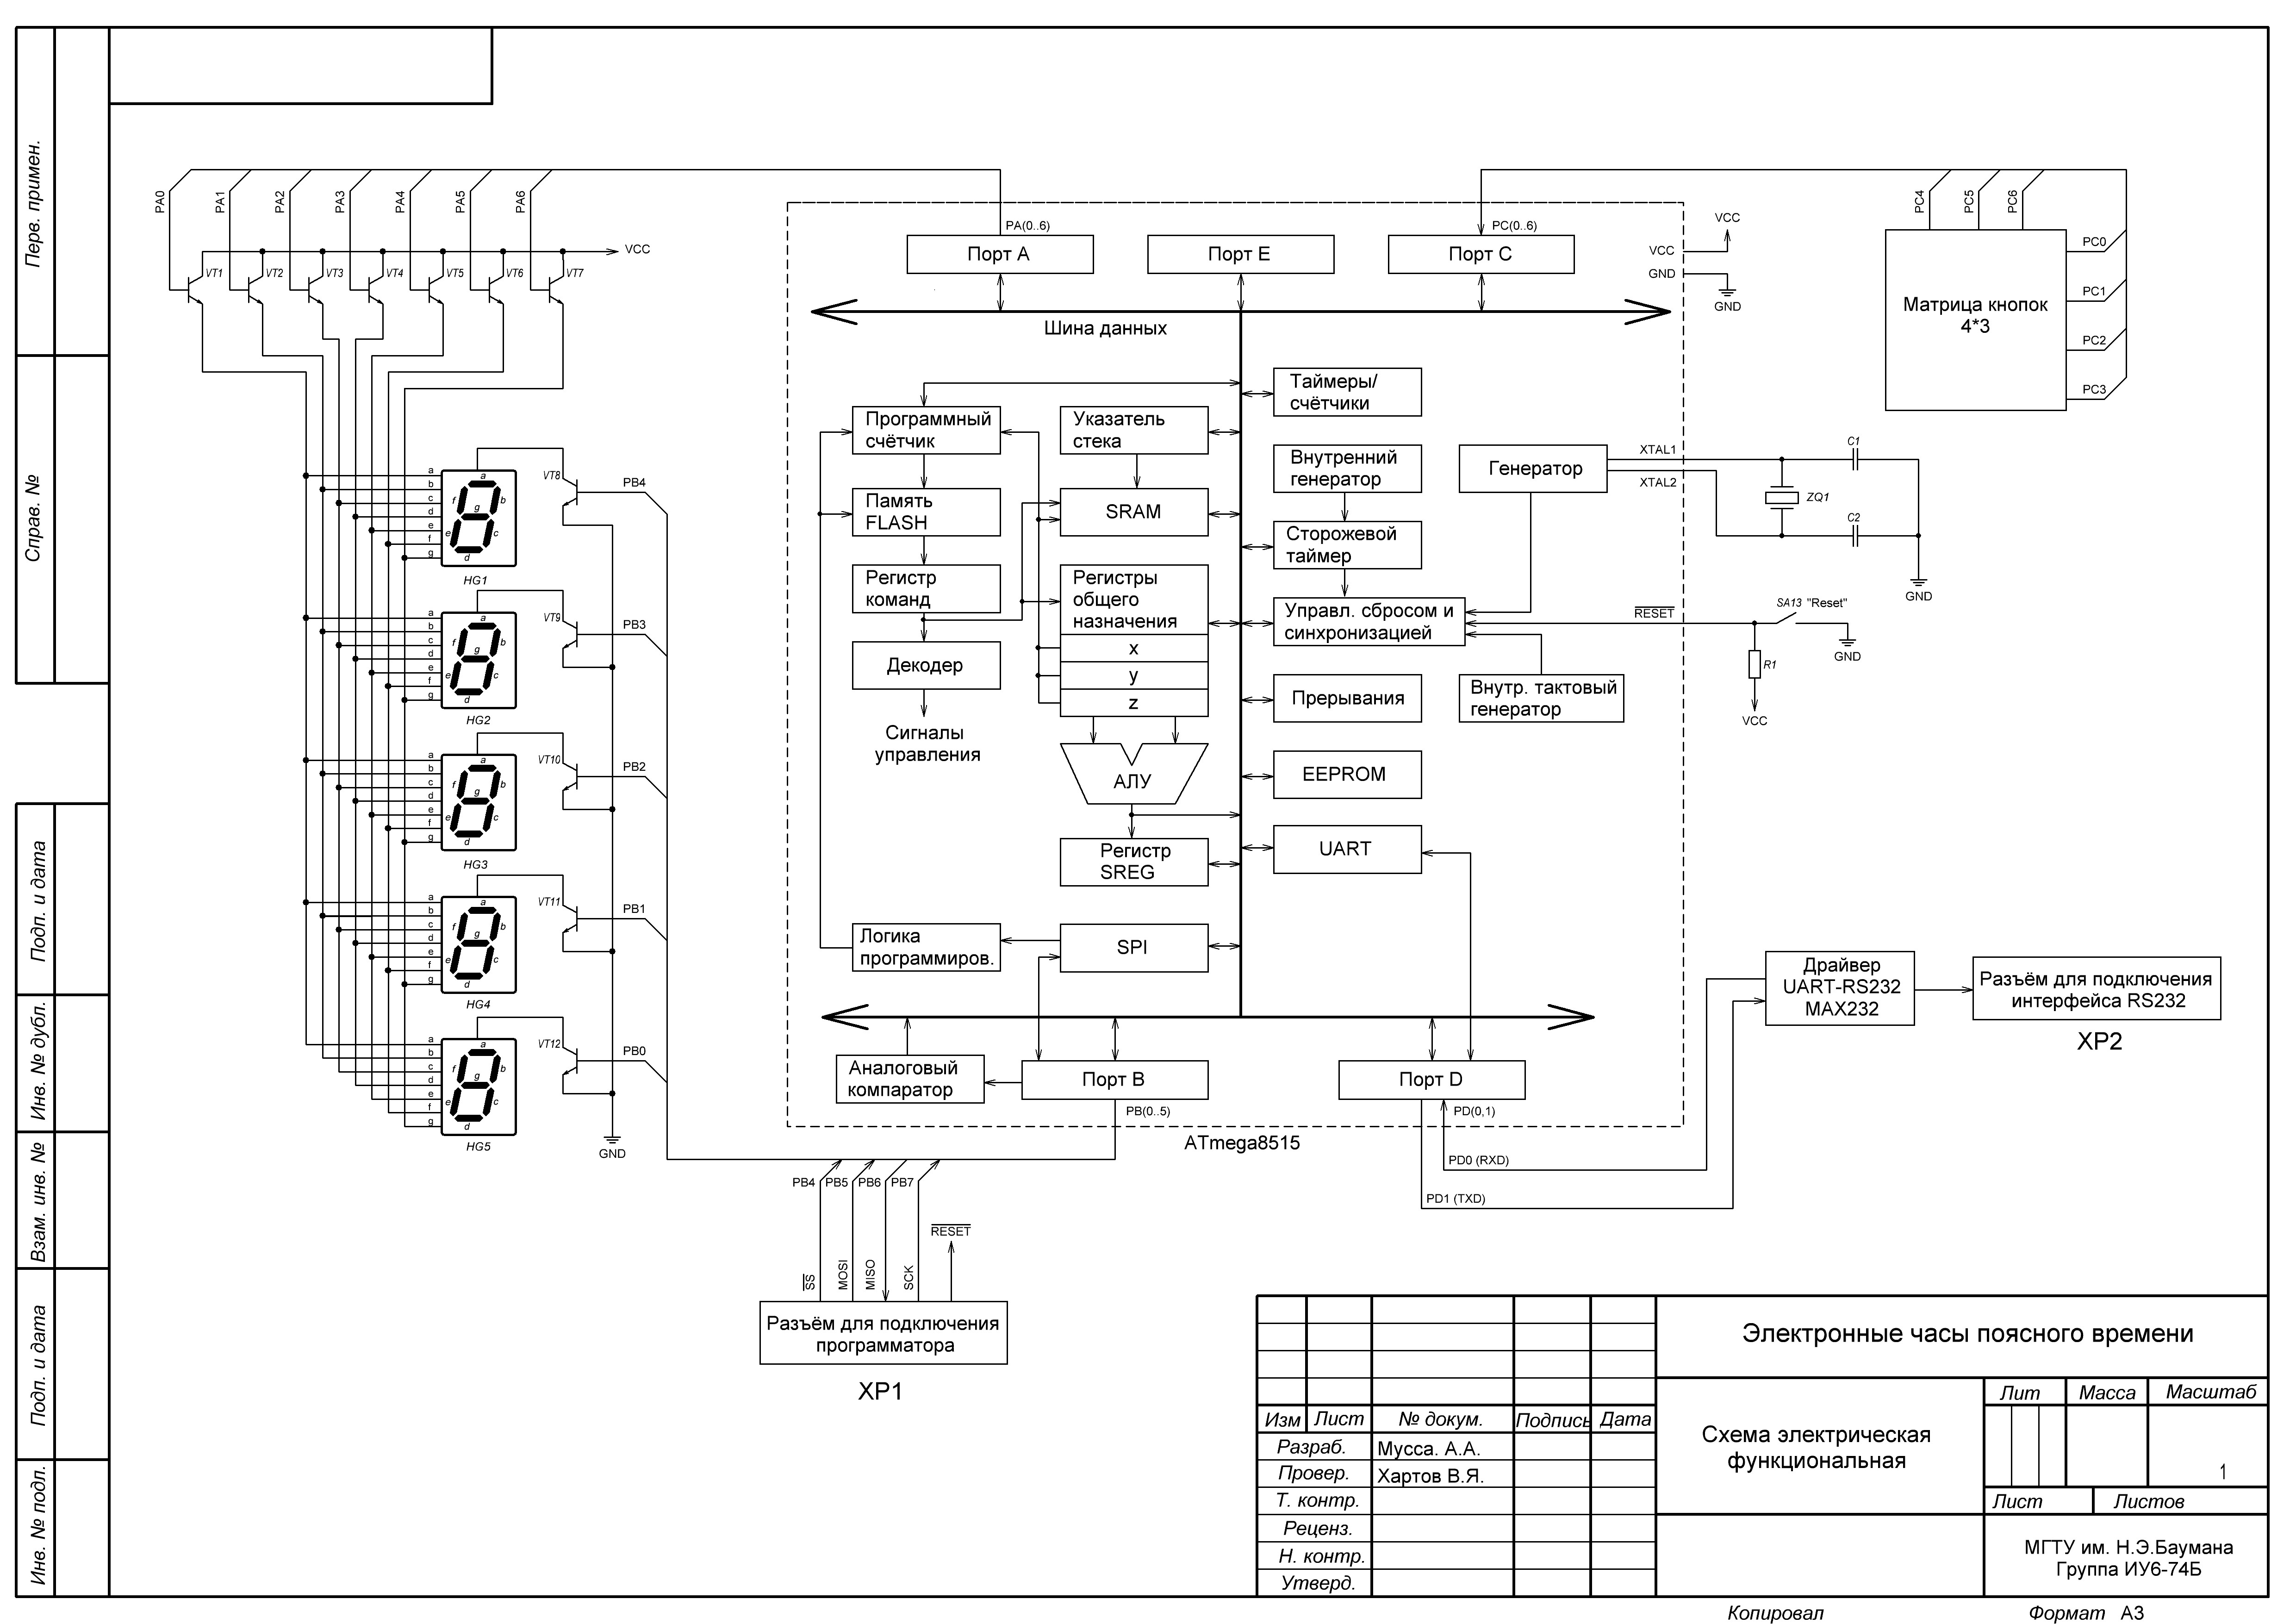 Перв. примен.
Справ. №
Подп. и дата
Инв. № дубл.
Взам. инв. №
Подп. и дата
Инв. № подл.
PA0
PA1
PA2
PA3
PA4
PA5
PA6
VCC
VT1
VT2
VT3
VT4
VT5
VT6
VT7
a
b
c
d
e
f
g
a
b
c
d
e
f
g
HG1
VT8
PB4
a
b
c
d
e
f
g
a
b
c
d
e
f
g
HG2
VT9
PB3
a
b
c
d
e
f
g
a
b
c
d
e
f
g
HG3
VT10
PB2
a
b
c
d
e
f
g
a
b
c
d
e
f
g
HG4
VT11
PB1
a
b
c
d
e
f
g
a
b
c
d
e
f
g
HG5
VT12
PB0
GND
PA(0..6)
PC(0..6)
Порт A
Порт E
Порт C
Шина данных
Программный
счётчик
Память
FLASH
Регистр
команд
Декодер
Сигналы
управления
Логика
программиров.
Указатель
стека
SRAM
Регистры
общего
назначения
x
y
z
АЛУ
Регистр
SREG
SPI
Таймеры/
счётчики
Внутренний
генератор
Сторожевой
таймер
Управл. сбросом и
синхронизацией
Прерывания
EEPROM
UART
Генератор
Внутр. тактовый
генератор
Аналоговый
компаратор
Порт B
Порт D
PB(0..5)
PD(0,1)
ATmega8515
VCC
VCC
GND
GND
PC4
PC5
PC6
Матрица кнопок
4*3
PC0
PC1
PC2
PC3
XTAL1
XTAL2
C1
ZQ1
C2
GND
RESET
SA13 "Reset"
GND
R1
VCC
Драйвер
UART-RS232
MAX232
Разъём для подключения
интерфейса RS232
XP2
PD0 (RXD)
PD1 (TXD)
PB4
PB5
PB6
PB7
SS
MOSI
MISO
SCK
RESET
Разъём для подключения
программатора
XP1
Изм Лист № докум. Подпись Дата
Разраб. Мусса. А.А.
Провер. Хартов В.Я.
Т. контр.
Реценз.
Н. контр.
Утверд.
Электронные часы поясного времени
Схема электрическая
функциональная
Лит Масса Масштаб
1
Лист Листов
МГТУ им. Н.Э.Баумана
Группа ИУ6-74Б
Копировал Формат А3